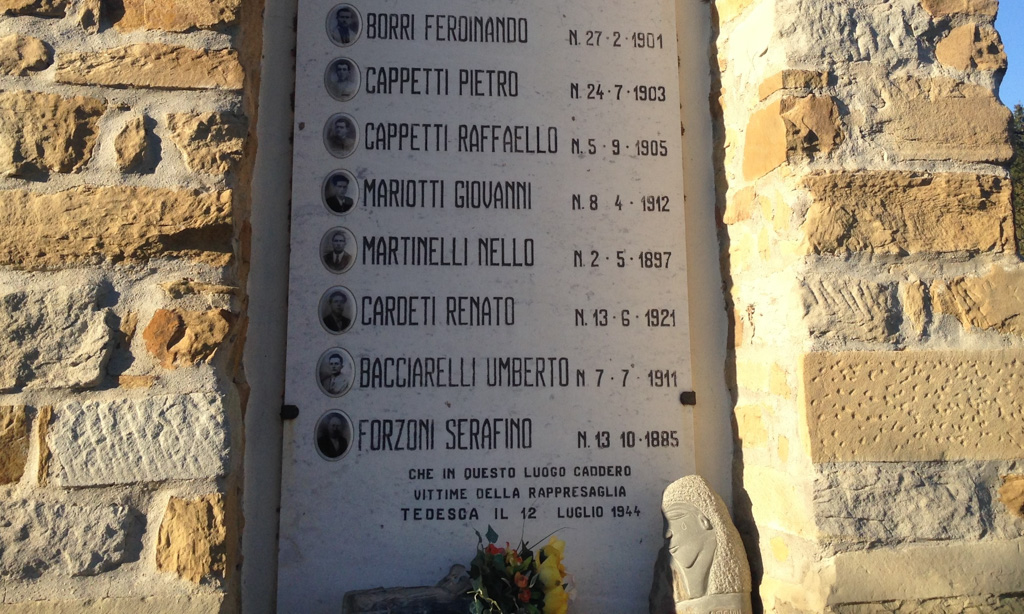 BORRI FERDINANDO N. 27·2·1901
CAPPETTI PIETRO N. 24·7·1903
CAPPETTI RAFFAELLO N. 5·9·1905
MARIOTTI GIOVANNI N. 8 4·1912
MARTINELLI NELLO N. 2·5·1897
CARDETI RENATO N. 13·6·1921
BACCIARELLI UMBERTO N. 7·7·1911
FORZONI SERAFINO N. 13 10·1885
CHE IN QUESTO LUOGO CADDERO
VITTIME DELLA RAPPRESAGLIA
TEDESCA IL 12 LUGLIO 1944